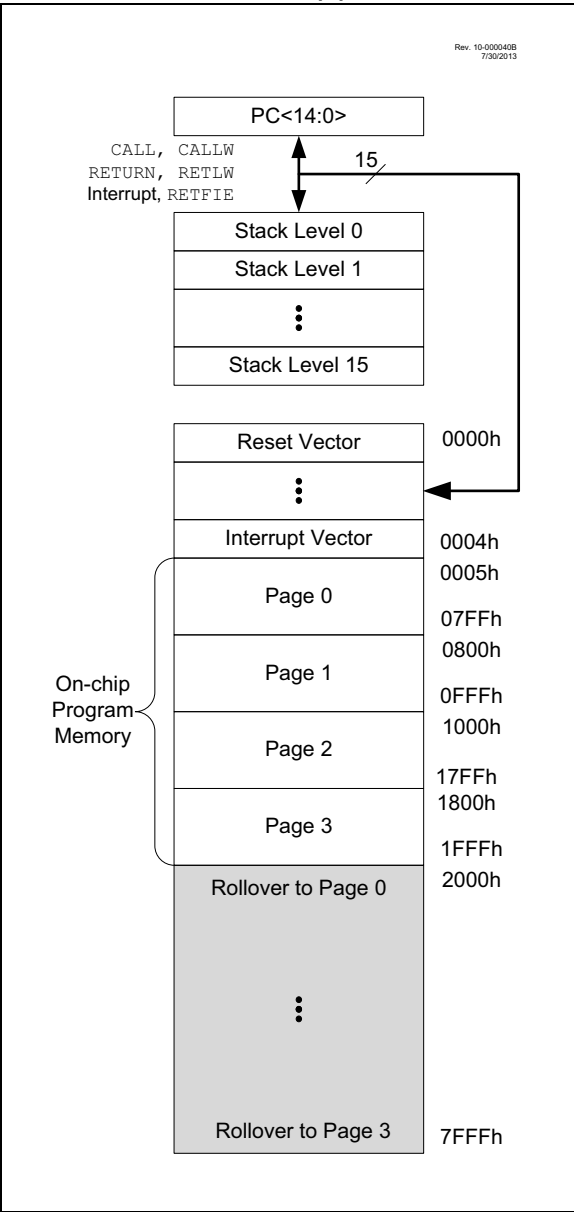 Rev. 10-000040B
7/30/2013
PC<14:0>
CALL, CALLW
RETURN, RETLW
Interrupt, RETFIE
15
Stack Level 0
Stack Level 1
Stack Level 15
Reset Vector
0000h
Interrupt Vector
0004h
0005h
Page 0
07FFh
0800h
Page 1
0FFFh
On-chip
Program
Memory
1000h
Page 2
17FFh
1800h
Page 3
1FFFh
Rollover to Page 0
2000h
Rollover to Page 3
7FFFh